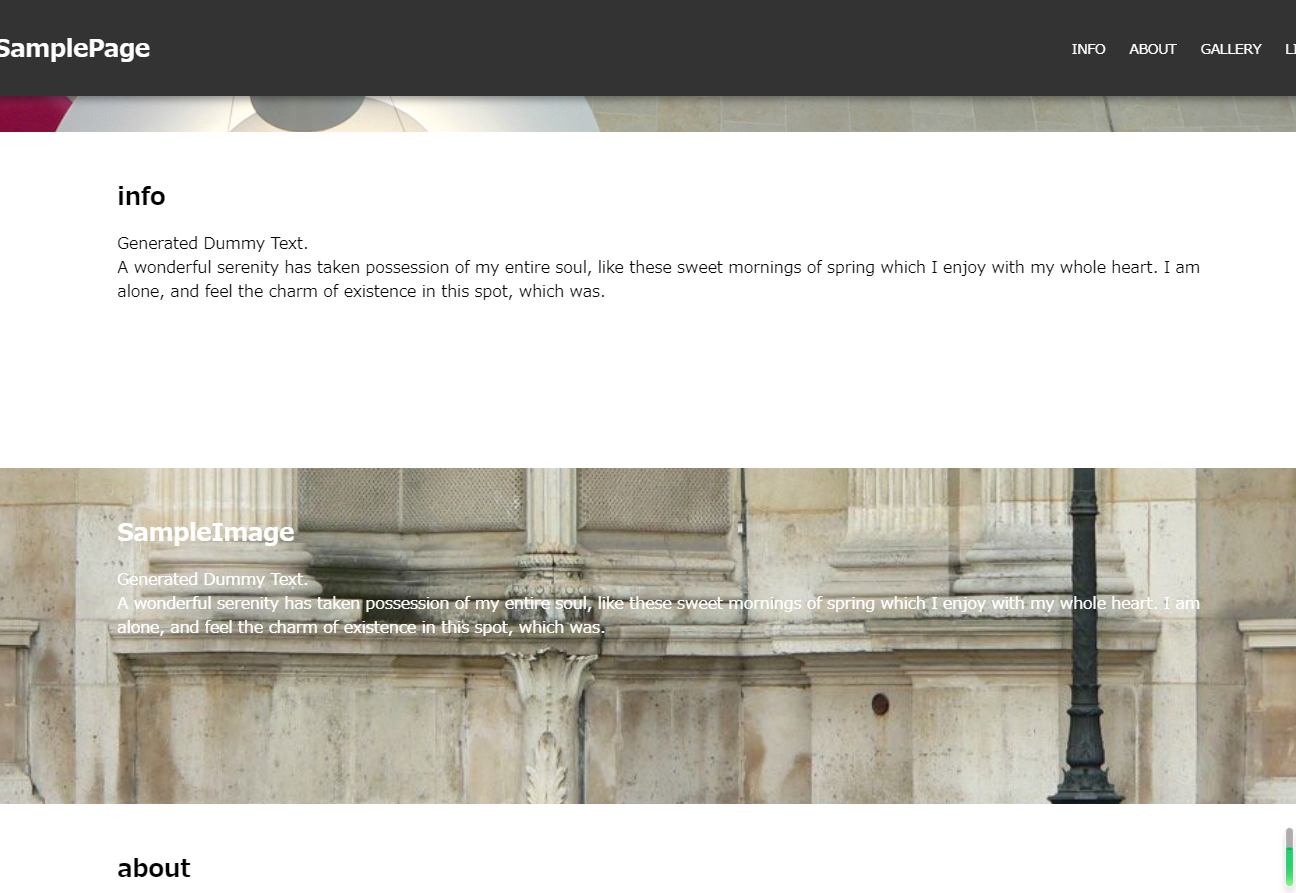 SamplePage
INFO ABOUT GALLERY
info
Generated Dummy Text.
A wonderful serenity has taken possession of my entire soul, like these sweet mornings of spring which I enjoy with my whole heart. I am
alone, and feel the charm of existence in this spot, which was.
SampleImage
Generated Dummy Text.
A wonderful serenity has taken possession of my entire soul, like these sweet mornings of spring which I enjoy with my whole heart. I am
alone, and feel the charm of existence in this spot, which was.
about